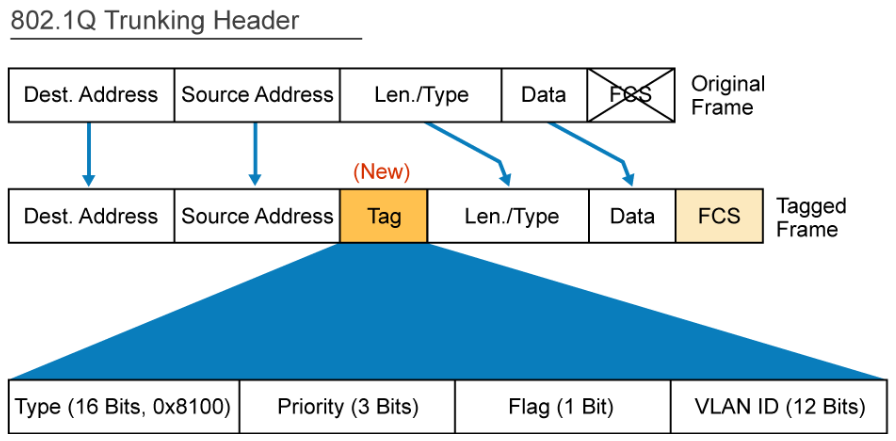 802.1Q Trunking Header
Dest. Address
Source Address
Len./Type
Data
FCS
Original
Frame
(New)
Dest. Address
Source Address
Tag
Len./Type
Data
FCS
Tagged
Frame
Type (16 Bits, 0x8100)
Priority (3 Bits)
Flag (1 Bit)
VLAN ID (12 Bits)